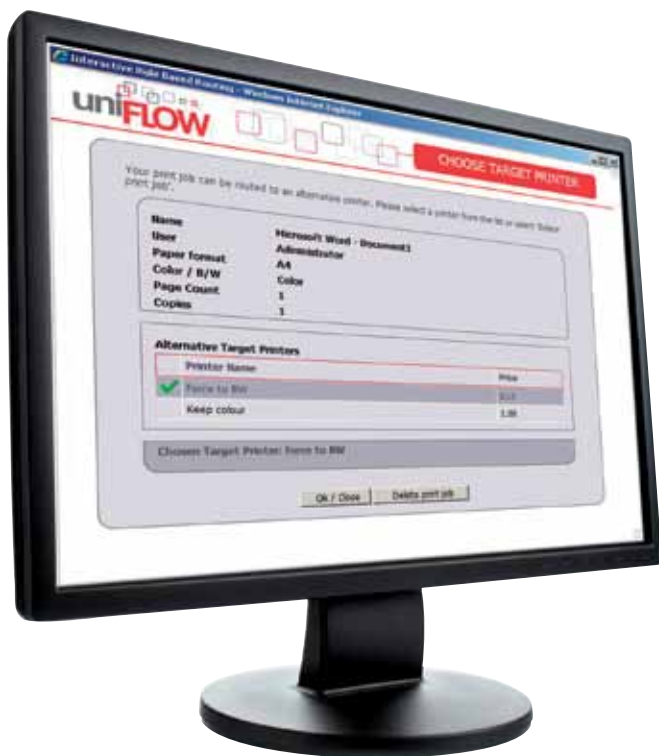 Interactive Rule Based Routing - Windows Internet Explorer
uniFLOW
CHOOSE TARGET PRINTER
Your print job can be routed to an alternative printer. Please select a printer from the list or select 'Delete
print job'.
Name Microsoft Word - Document1
User Administrator
Paper format A4
Color / B/W Color
Page Count 1
Copies 1
Alternative Target Printers
Printer Name Price
Force to BW
Keep colour 1.00
Chosen Target Printer: Force to BW
Ok / Close Delete print job